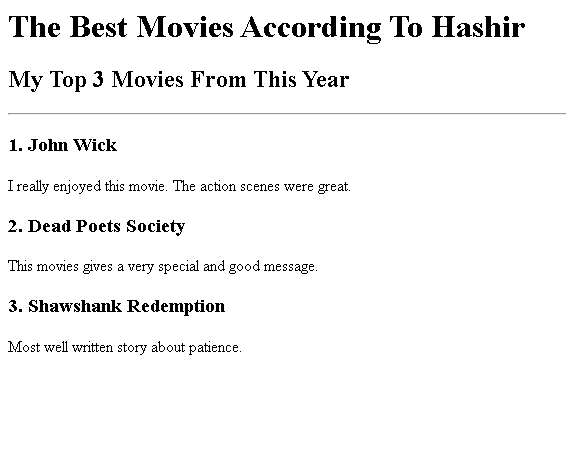 The Best Movies According To Hashir
My Top 3 Movies From This Year
1. John Wick
I really enjoyed this movie. The action scenes were great.
2. Dead Poets Society
This movies gives a very special and good message.
3. Shawshank Redemption
Most well written story about patience.